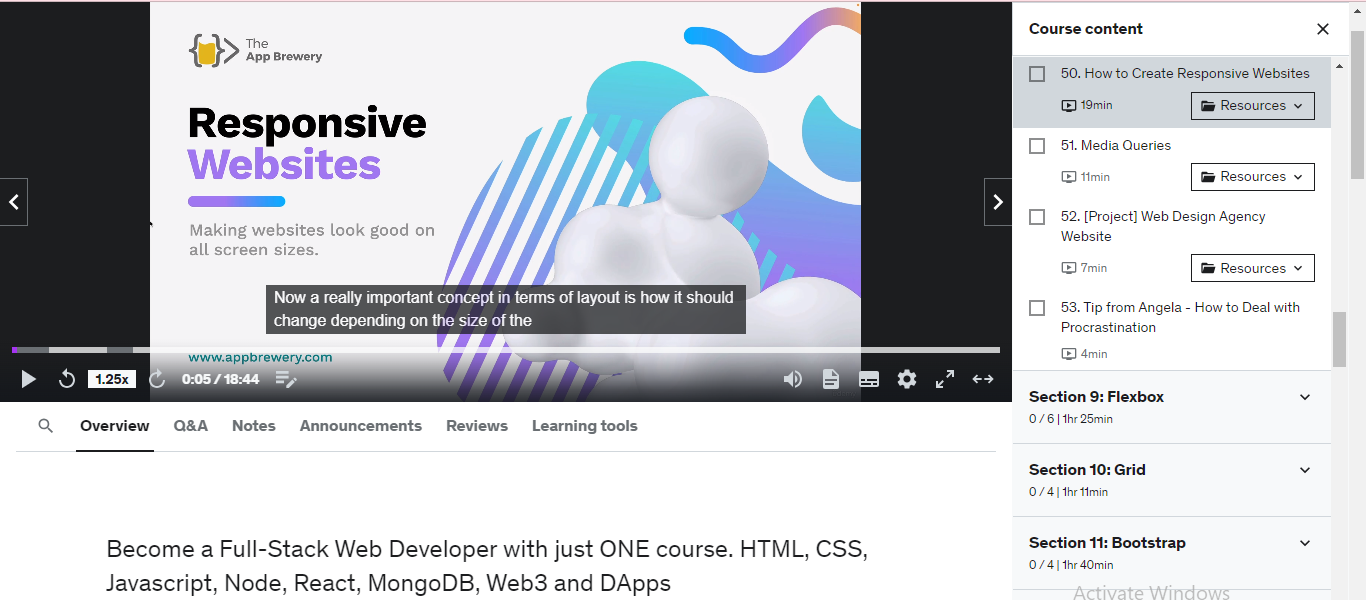 The
App Brewery
Responsive
Websites
Making websites look good on
all screen sizes.
Now a really important concept in terms of layout is how it should
change depending on the size of the
www.appbrewery.com
1.25x
0:05 / 18:44
Overview
Q&A
Notes
Announcements
Reviews
Learning tools
Become a Full-Stack Web Developer with just ONE course. HTML, CSS,
Javascript, Node, React, MongoDB, Web3 and DApps
Course content
50. How to Create Responsive Websites
19min
Resources
51. Media Queries
11min
Resources
52. [Project] Web Design Agency
Website
7min
Resources
53. Tip from Angela - How to Deal with
Procrastination
4min
Section 9: Flexbox
0 / 6 | 1hr 25min
Section 10: Grid
0 / 4 | 1hr 11min
Section 11: Bootstrap
0 / 4 | 1hr 40min
Activate Windows